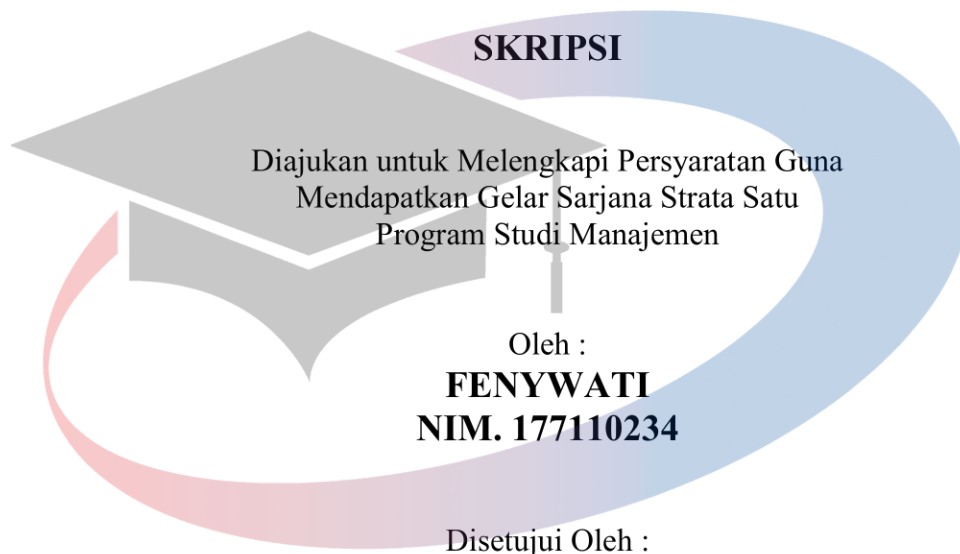 SKRIPSI
Diajukan untuk Melengkapi Persyaratan Guna
Mendapatkan Gelar Sarjana Strata Satu
Program Studi Manajemen
Oleh :
FENYWATI
NIM. 177110234
Disetujui Oleh :